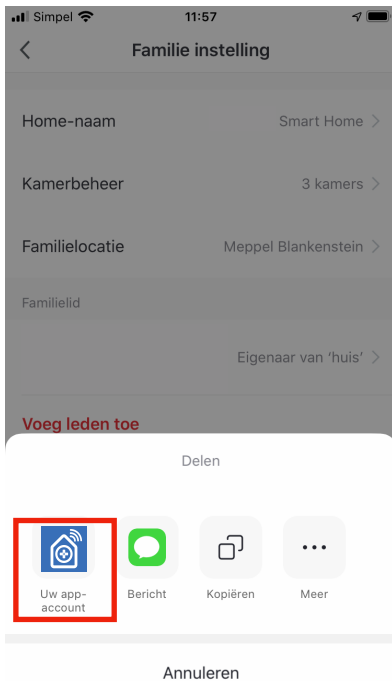 Simpel 11:57
Familie instelling
Home-naam Smart Home
Kamerbeheer 3 kamers
Familielocatie Meppel Blankenstein
Familielid
Eigenaar van ‘huis’
Voeg leden toe
Delen
Uw app-account Bericht Kopiëren Meer
Annuleren